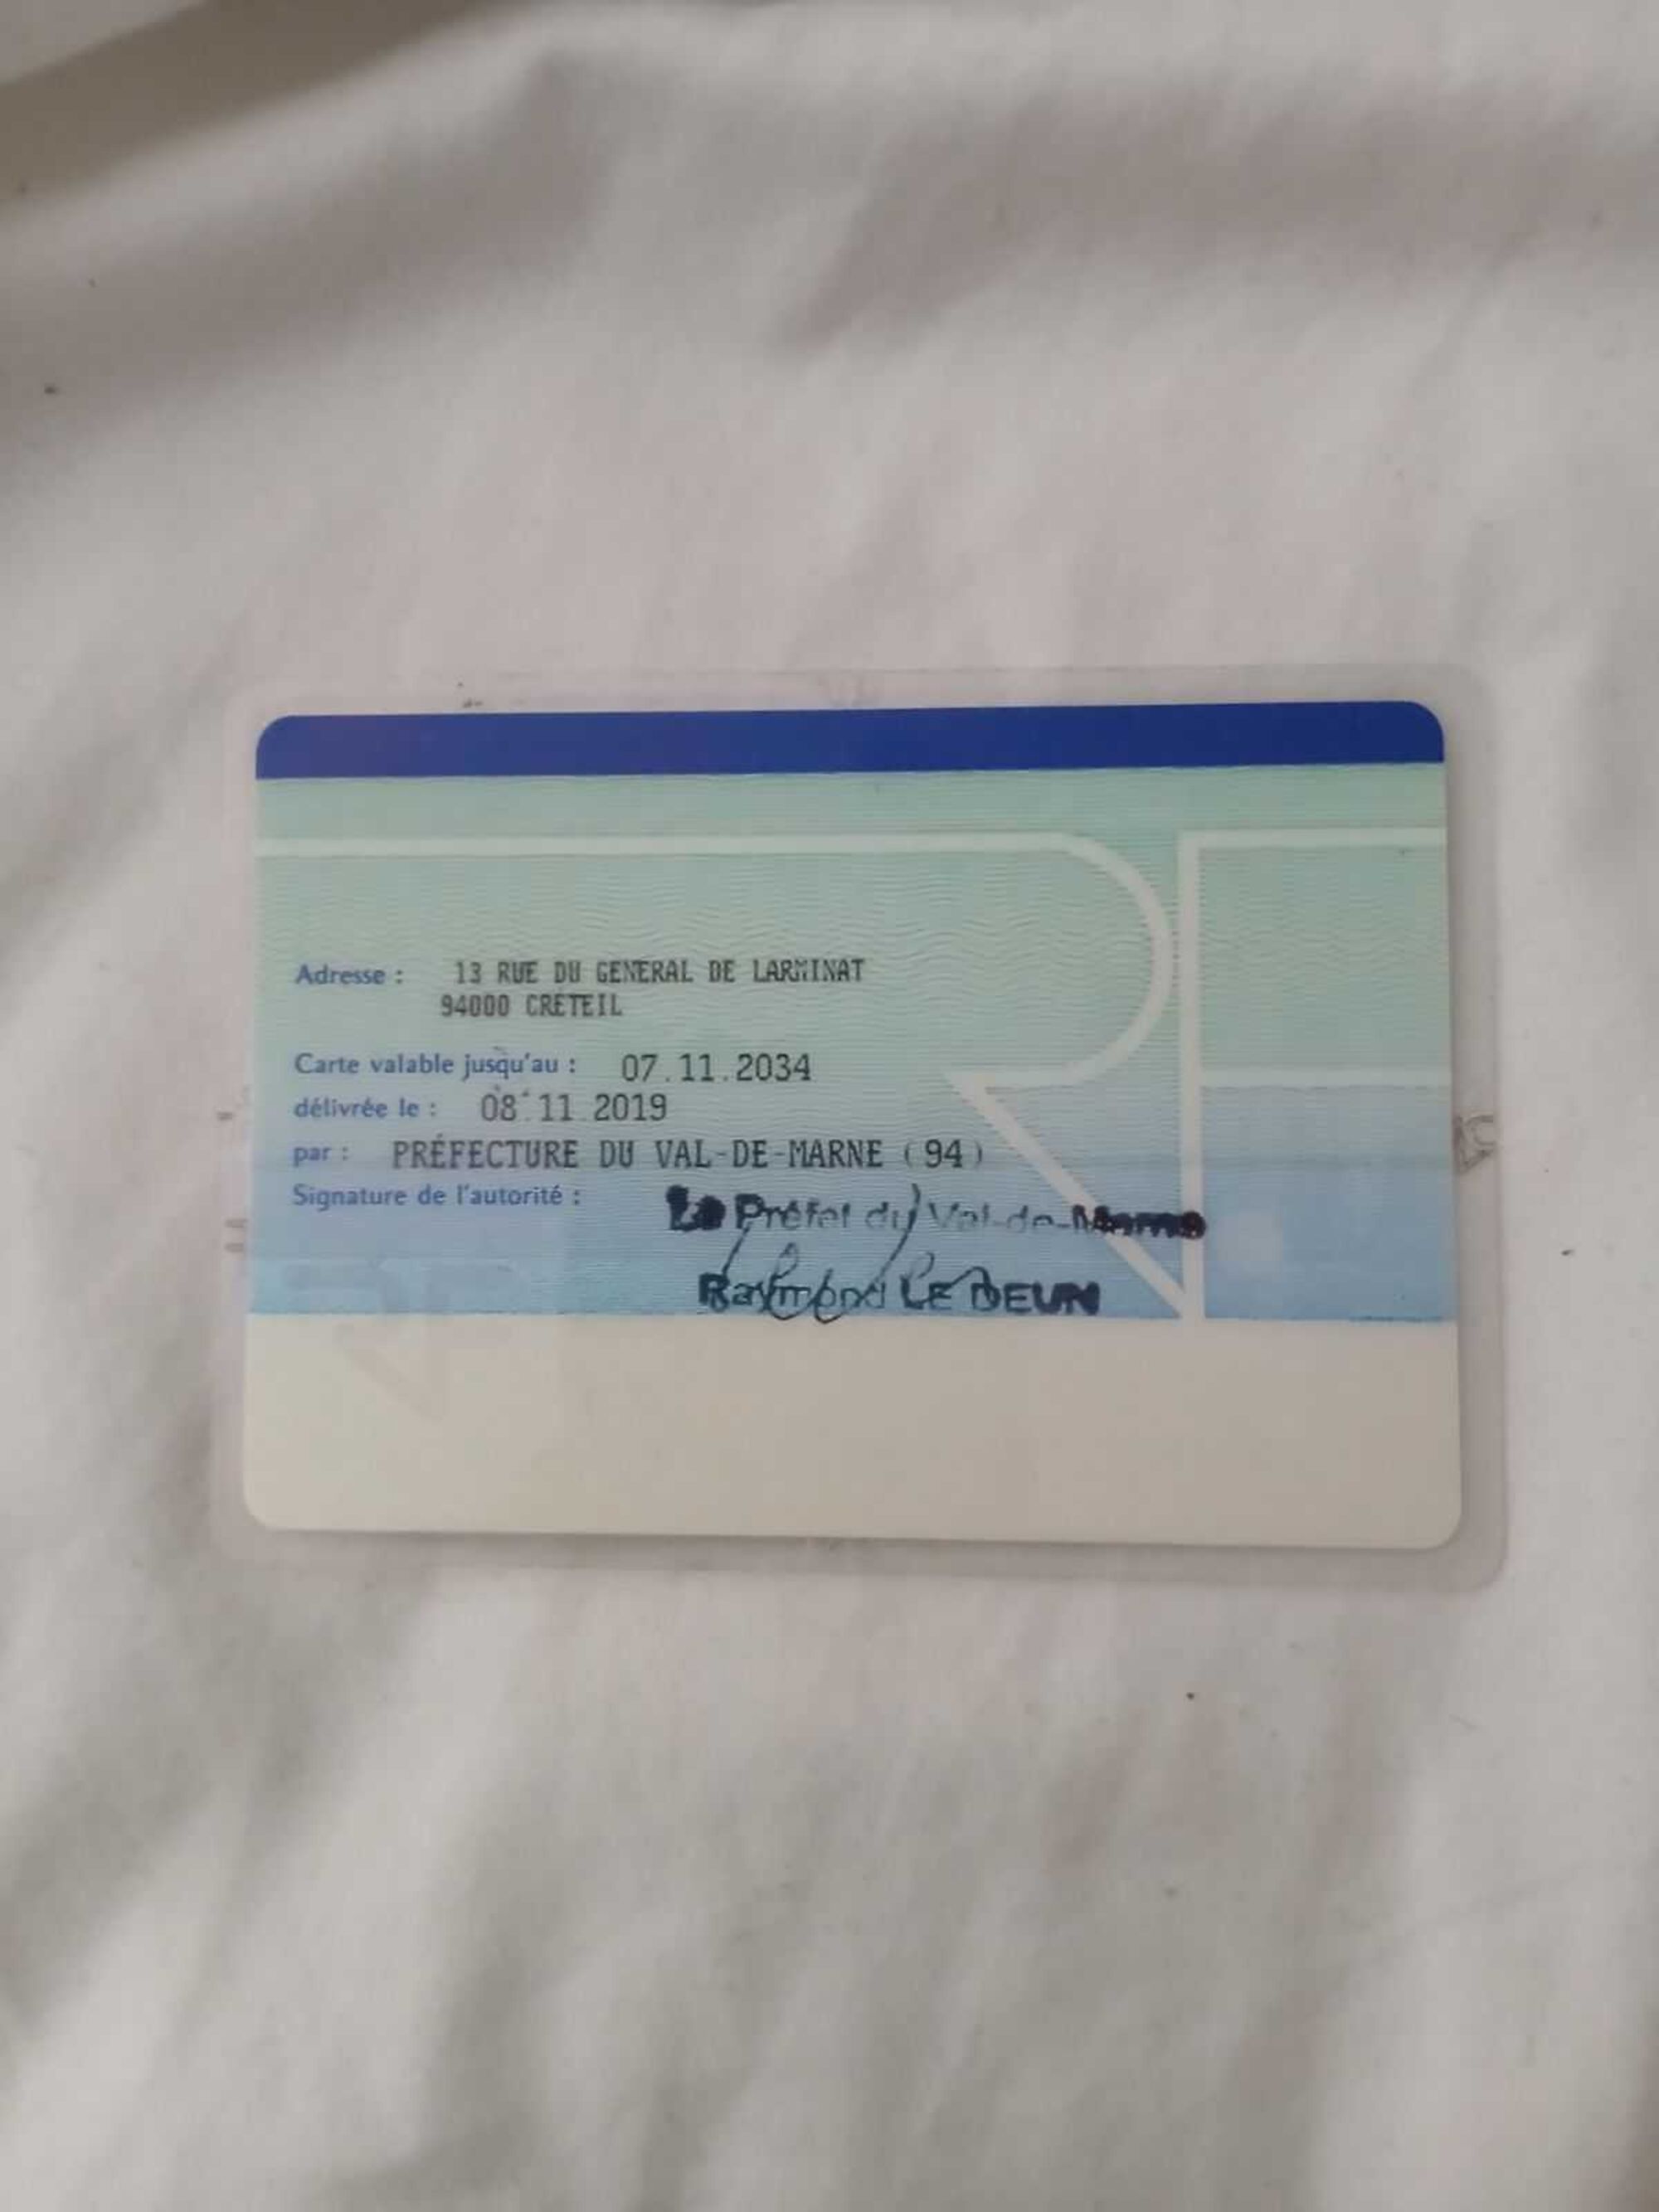 Adresse : 13 RUE DU GENERAL DE LARMINAT
94000 CRÉTEIL
Carte valable jusqu'au : 07.11.2034
délivrée le : 08.11.2019
par : PRÉFECTURE DU VAL-DE-MARNE (94)
Signature de l'autorité :
Le Préfet du Val-de-Marne
Raymond LE DEUN